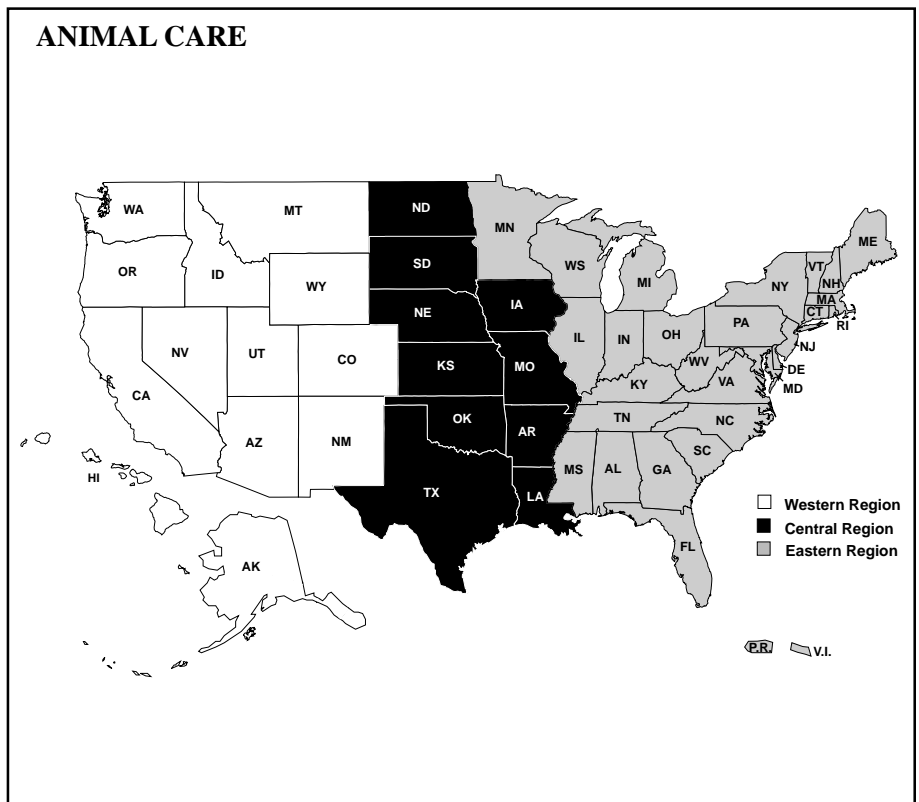 ANIMAL CARE
WA
MT
ND
MN
ME
OR
ID
SD
WS
VT
NH
WY
MI
NY
MA
CT
RI
NE
IA
PA
NV
UT
CO
IL
IN
OH
NJ
KS
MO
WV
DE
MD
CA
KY
VA
AZ
NM
OK
AR
TN
NC
SC
HI
TX
LA
MS
AL
GA
Western Region
Central Region
Eastern Region
FL
AK
P.R.
V.I.